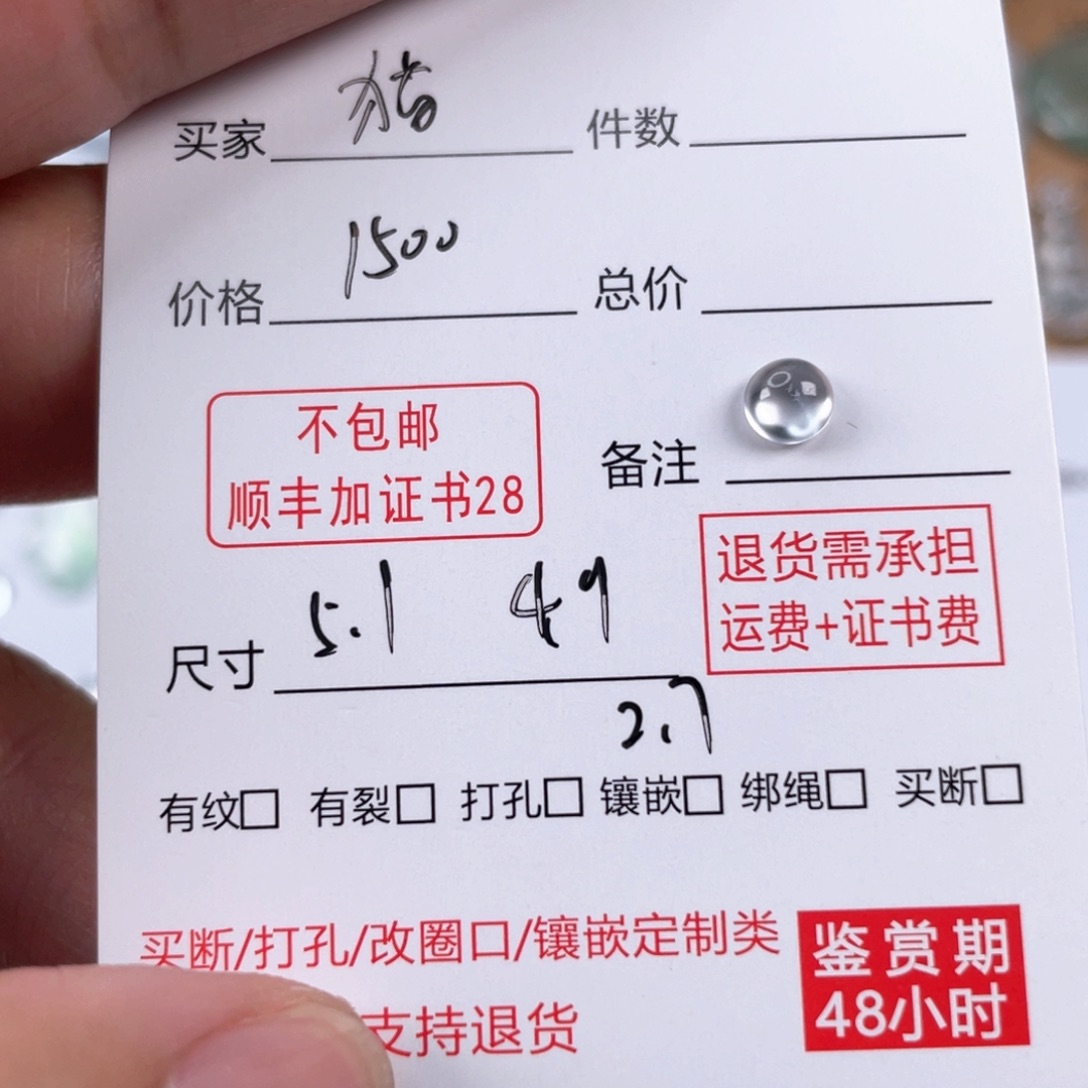 买家 猪 件数
价格 1500 总价
不包邮
顺丰加证书28
备注
退货需承担
运费+证书费
尺寸 5.1 4.9
2.7
有纹□ 有裂□ 打孔□ 镶嵌□ 绑绳□ 买断□
买断/打孔/改圈口/镶嵌定制类
支持退货
鉴赏期
48小时